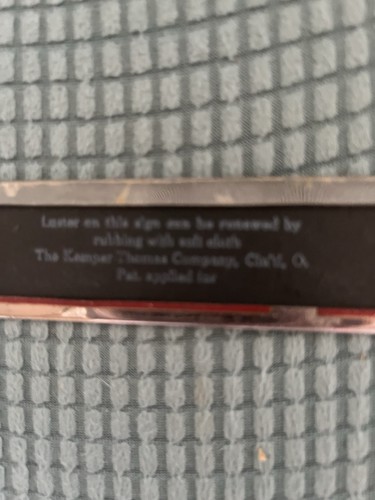 Luster on this sign can be renewed by
rubbing with soft cloth
The Kemper Thomas Company, Cin'ti, O.
Pat. applied for